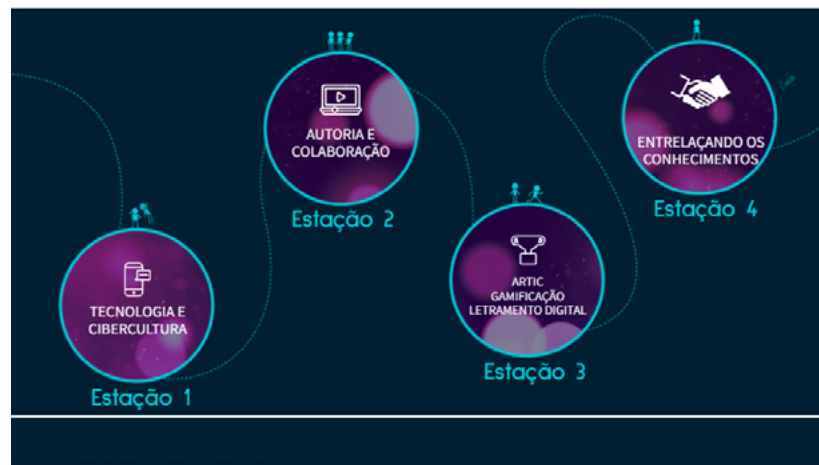 TECNOLOGIA E
CIBERCULTURA
Estação 1
AUTORIA E
COLABORAÇÃO
Estação 2
ARTIC
GAMIFICAÇÃO
LETRAMENTO DIGITAL
Estação 3
ENTRELAÇANDO OS
CONHECIMENTOS
Estação 4